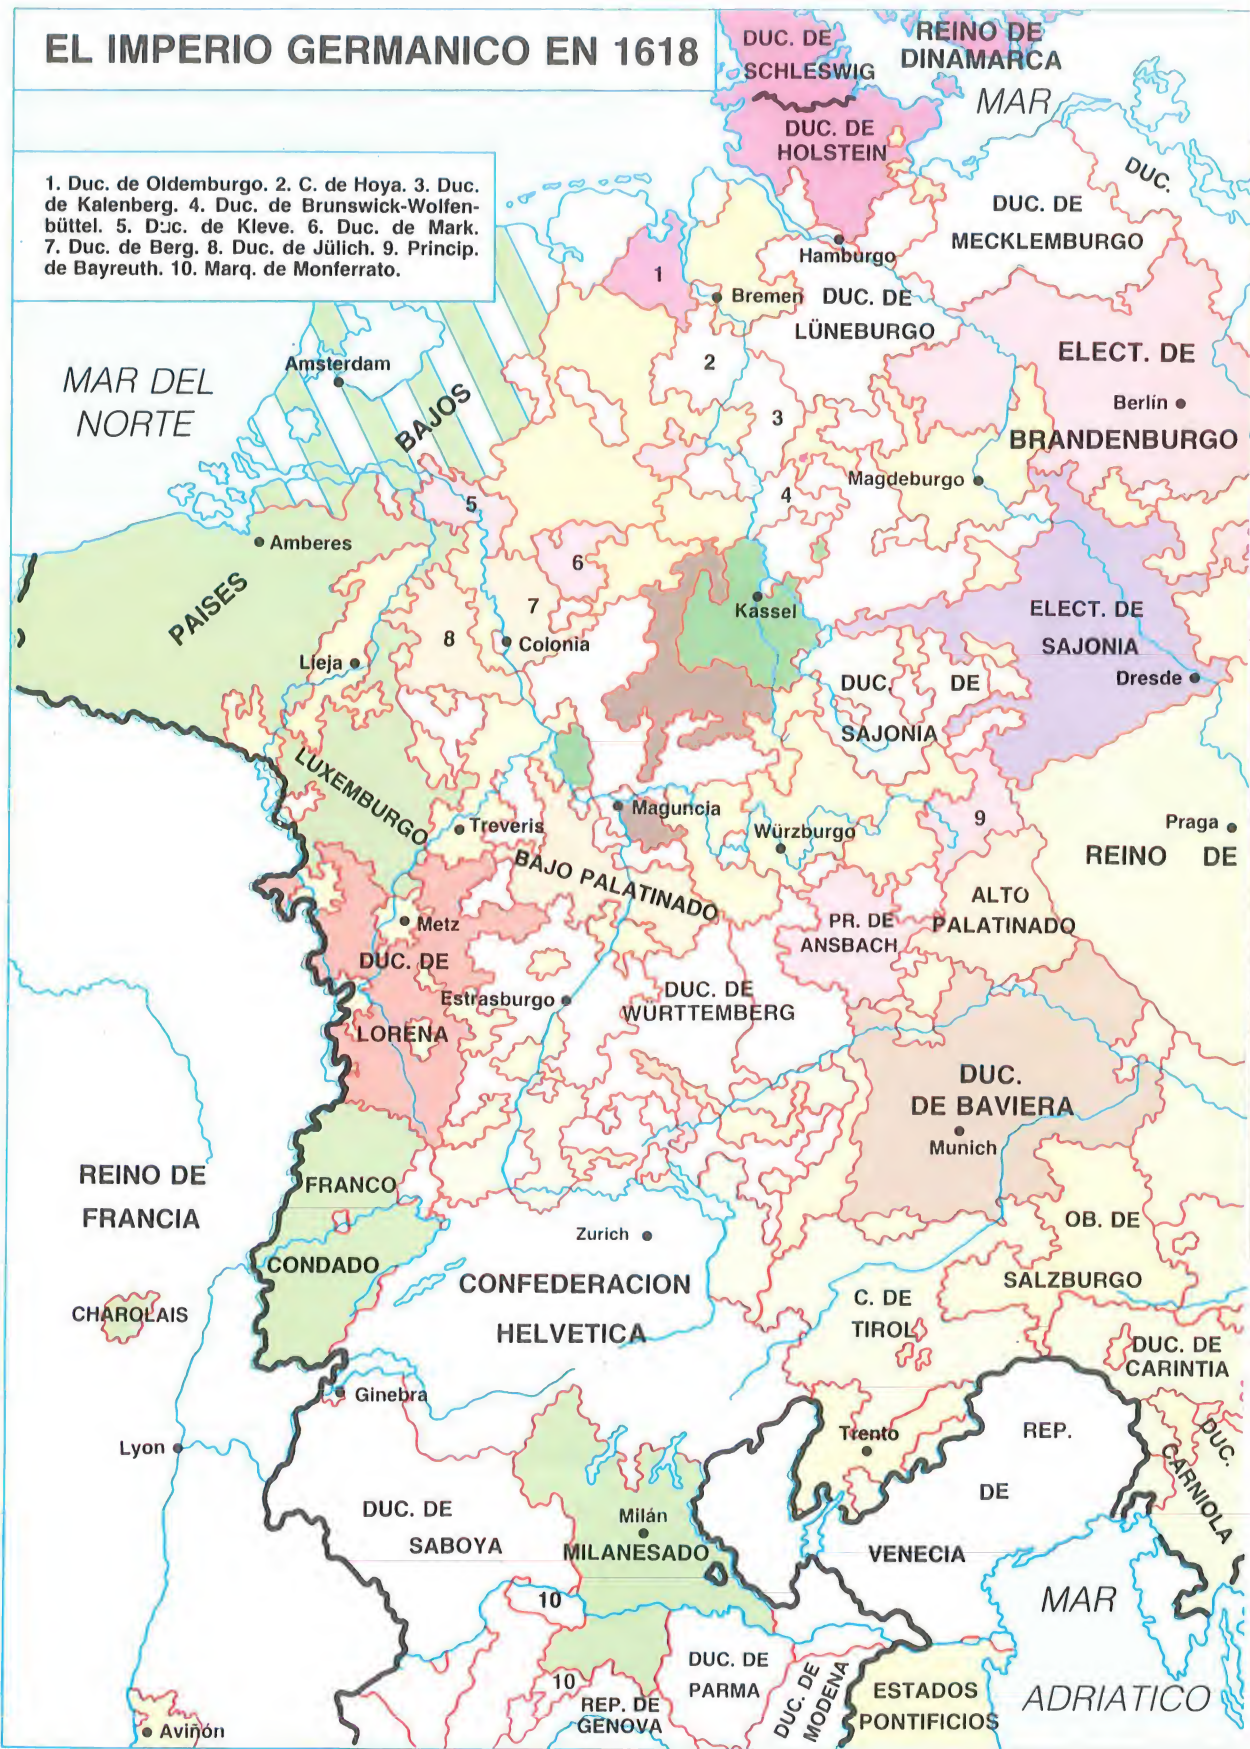 EL IMPERIO GERMANICO EN 1618
1. Duc. de Oldemburgo. 2. C. de Hoya. 3. Duc.
de Kalenberg. 4. Duc. de Brunswick-Wolfen-
büttel. 5. Duc. de Kleve. 6. Duc. de Mark.
7. Duc. de Berg. 8. Duc. de Jülich. 9. Princip.
de Bayreuth. 10. Marq. de Monferrato.
DUC. DE
SCHLESWIG
REINO DE
DINAMARCA
MAR
DUC. DE
HOLSTEIN
DUC.
DUC. DE
MECKLEMBURGO
Hamburgo
1
Bremen
DUC. DE
LÜNEBURGO
2
ELECT. DE
Berlín
BRANDENBURGO
MAR DEL
NORTE
Amsterdam
BAJOS
3
4
Magdeburgo
5
Amberes
6
PAISES
Kassel
7
8
Colonia
Lieja
ELECT. DE
SAJONIA
Dresde
DUC. DE
SAJONIA
LUXEMBURGO
Treveris
Maguncia
Würzburgo
9
Praga
REINO DE
BAJO PALATINADO
ALTO
PALATINADO
Metz
PR. DE
ANSBACH
DUC. DE
LORENA
Estrasburgo
DUC. DE
WÜRTTEMBERG
DUC.
DE BAVIERA
Munich
REINO DE
FRANCIA
FRANCO
CONDADO
Zurich
OB. DE
SALZBURGO
CONFEDERACION
HELVETICA
CHAROLAIS
C. DE
TIROL
DUC. DE
CARINTIA
Ginebra
Lyon
Trento
REP.
DE
VENECIA
DUC.
CARNIOLA
DUC. DE
SABOYA
Milán
MILANESADO
10
MAR
ADRIATICO
10
REP. DE
GENOVA
DUC. DE
PARMA
DUC. DE
MODENA
ESTADOS
PONTIFICIOS
Aviñón